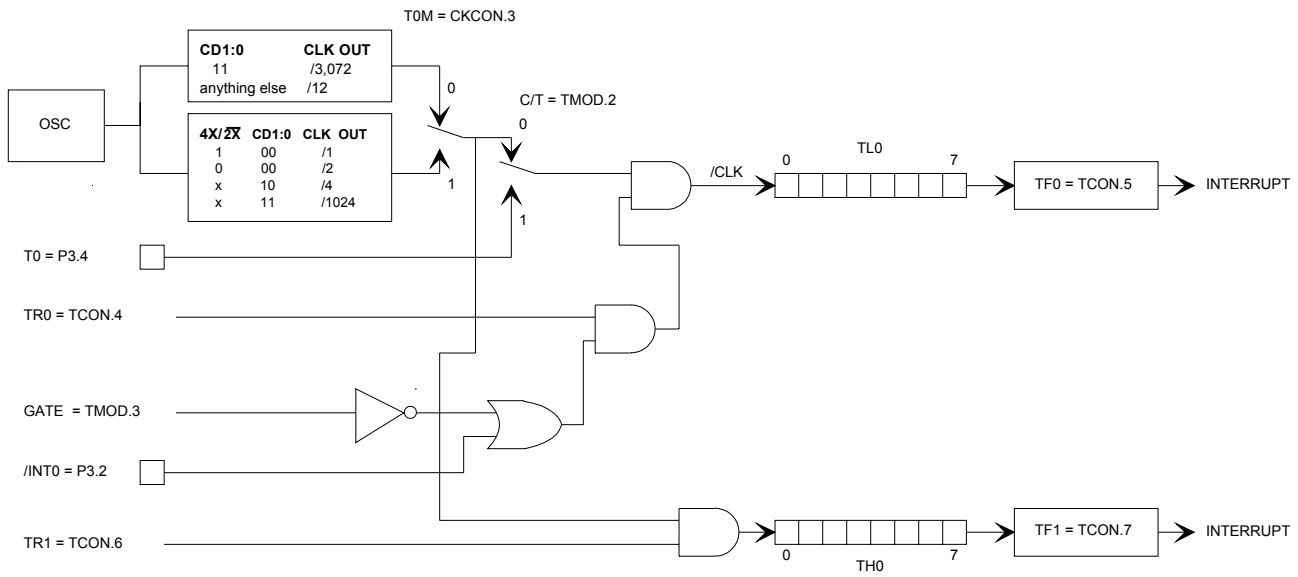 T0M = CKCON.3
CD1:0 CLK OUT
11 /3,072
anything else /12
0
C/T = TMOD.2
OSC
4X/2X CD1:0 CLK OUT
1 00 /1
0 00 /2
x 10 /4
x 11 /1024
1
0
1
/CLK
0 TL0 7
TF0 = TCON.5
INTERRUPT
T0 = P3.4
TR0 = TCON.4
GATE = TMOD.3
/INT0 = P3.2
TR1 = TCON.6
0 TH0 7
TF1 = TCON.7
INTERRUPT